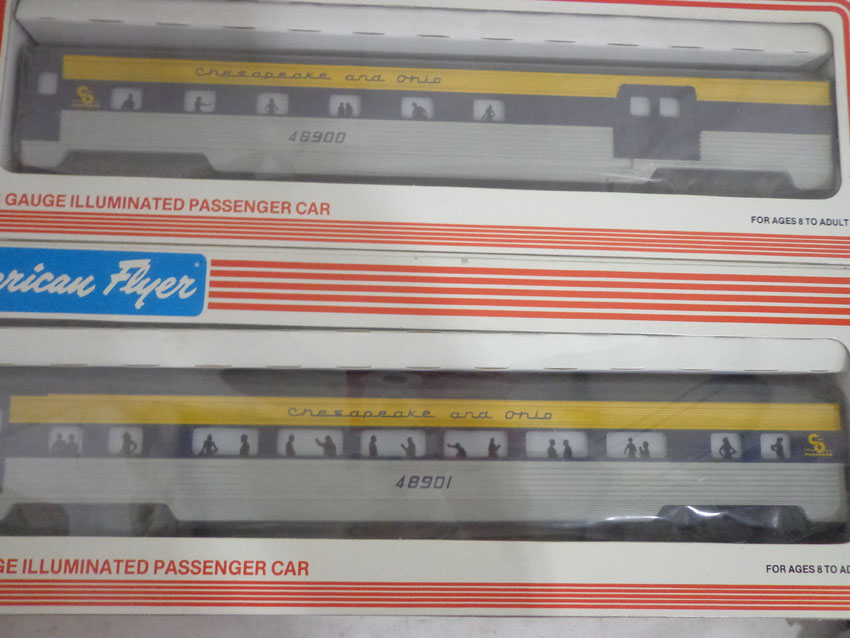 Chesapeake and Ohio
48900
GAUGE ILLUMINATED PASSENGER CAR
FOR AGES 8 TO ADULT
erican Flyer
Chesapeake and Ohio
48901
GE ILLUMINATED PASSENGER CAR
FOR AGES 8 TO AD